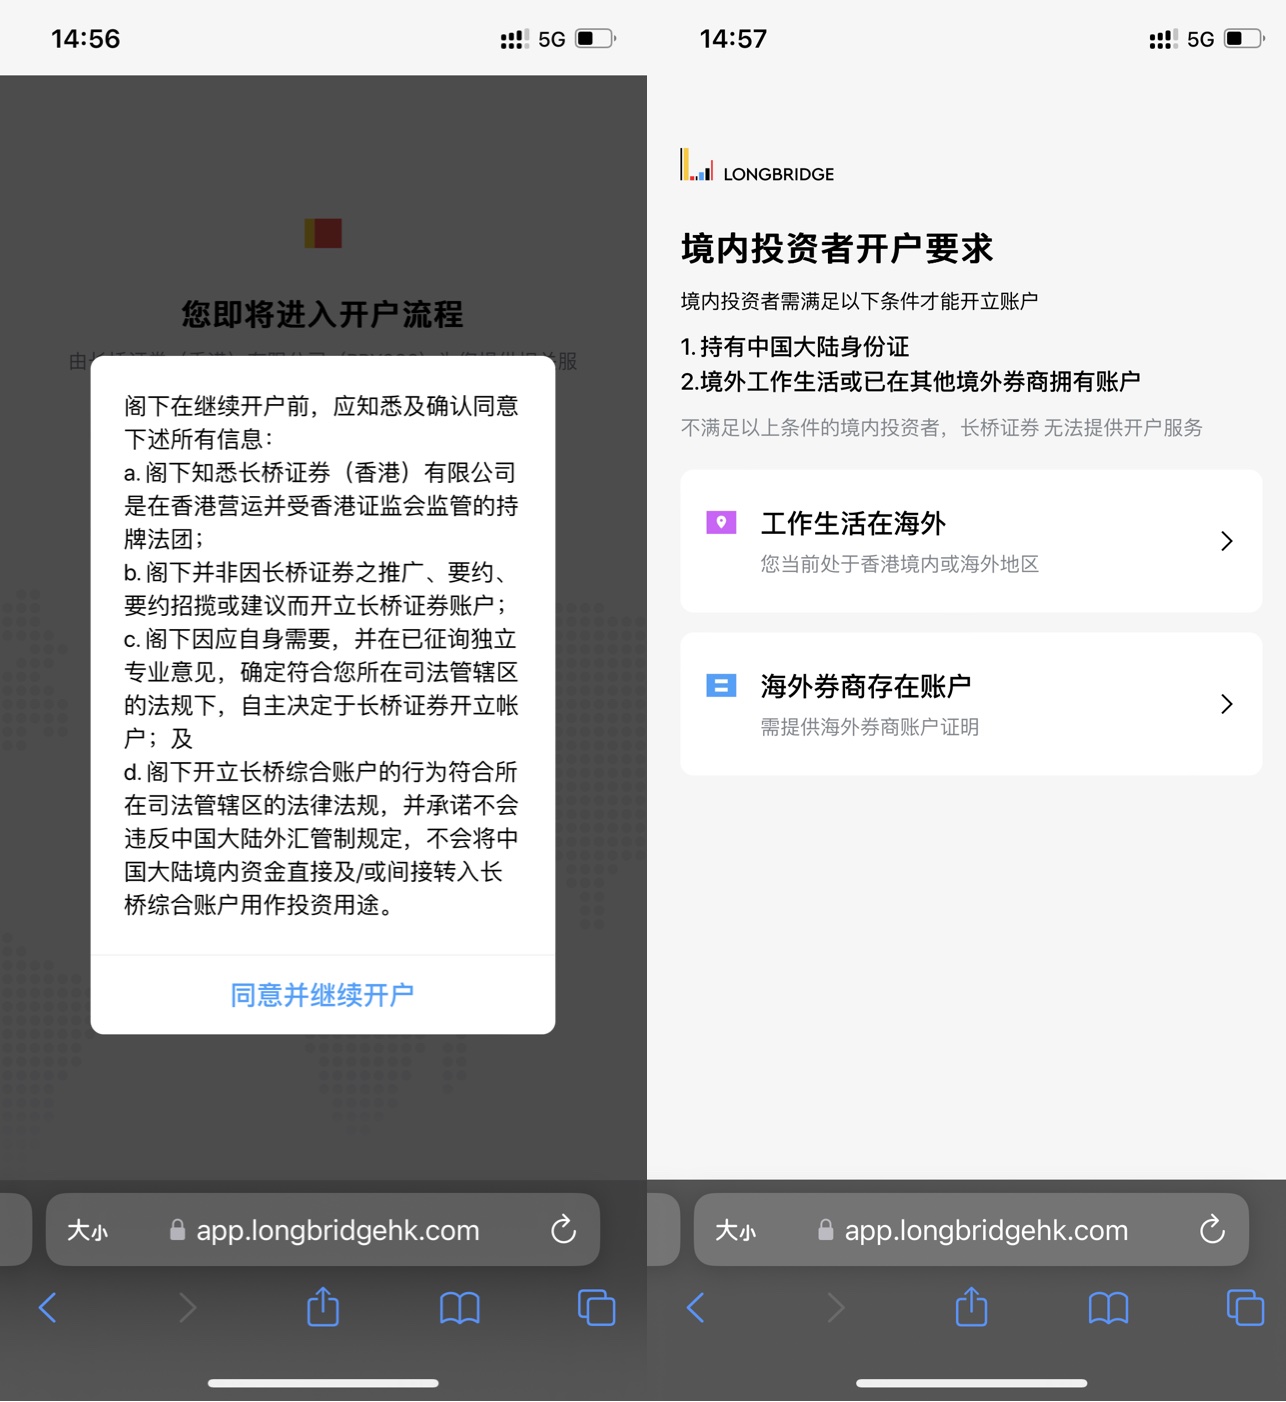 14:56
5G
您即将进入开户流程
阁下在继续开户前，应知悉及确认同意
下述所有信息：
a. 阁下知悉长桥证券（香港）有限公司
是在香港营运并受香港证监会监管的持
牌法团；
b. 阁下并非因长桥证券之推广、要约、
要约招揽或建议而开立长桥证券账户；
c. 阁下因应自身需要，并在已征询独立
专业意见，确定符合您所在司法管辖区
的法规下，自主决定于长桥证券开立帐
户；及
d. 阁下开立长桥综合账户的行为符合所
在司法管辖区的法律法规，并承诺不会
违反中国大陆外汇管制规定，不会将中
国大陆境内资金直接及/或间接转入长
桥综合账户用作投资用途。
同意并继续开户
大小 app.longbridgehk.com
14:57
5G
LONGBRIDGE
境内投资者开户要求
境内投资者需满足以下条件才能开立账户
1. 持有中国大陆身份证
2.境外工作生活或已在其他境外券商拥有账户
不满足以上条件的境内投资者，长桥证券 无法提供开户服务
工作生活在海外
您当前处于香港境内或海外地区
海外券商存在账户
需提供海外券商账户证明
大小 app.longbridgehk.com